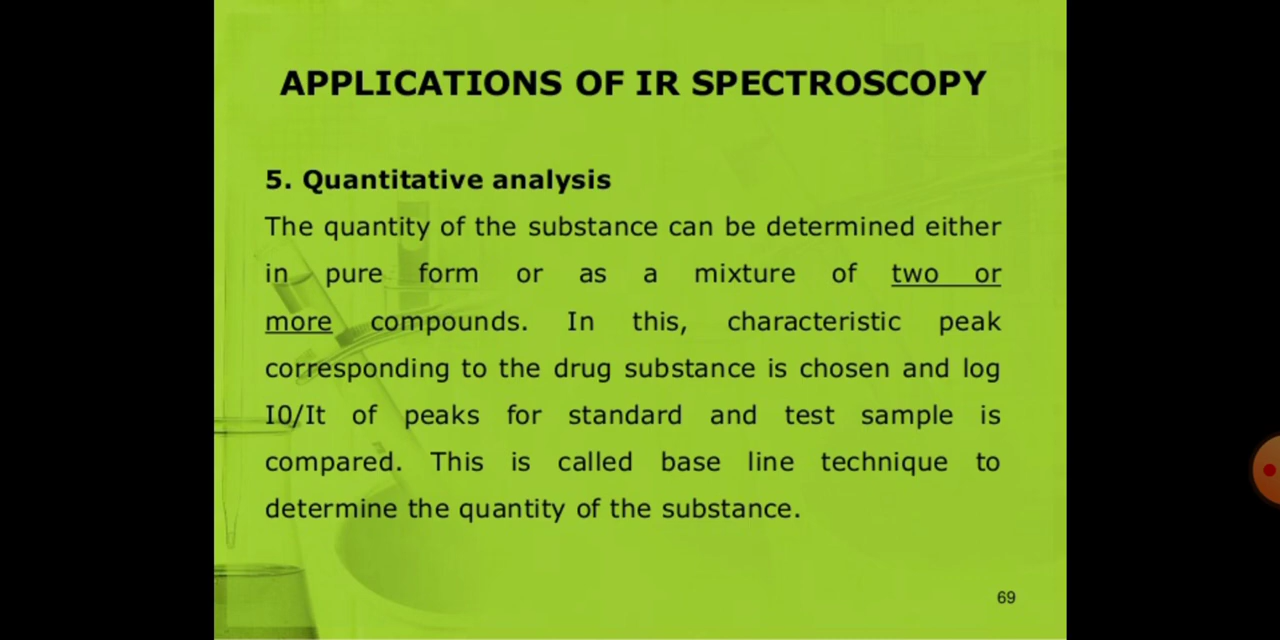 APPLICATIONS OF IR SPECTROSCOPY
5. Quantitative analysis
The quantity of the substance can be determined either
in pure form or as a mixture of two or
more compounds. In this, characteristic peak
corresponding to the drug substance is chosen and log
I0/It of peaks for standard and test sample is
compared. This is called base line technique to
determine the quantity of the substance.
69